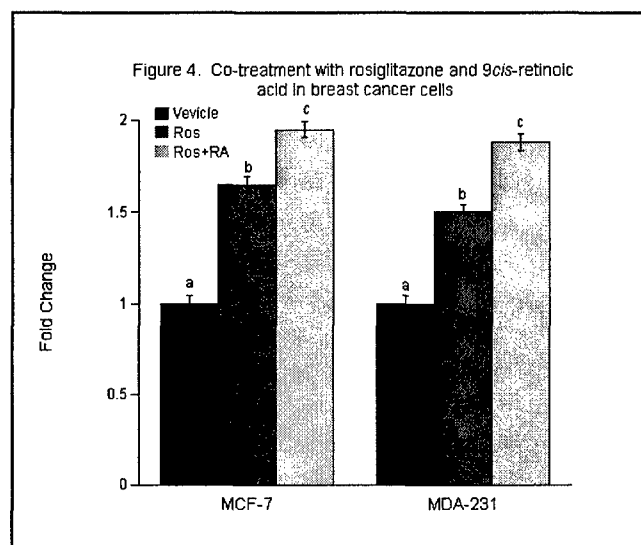 Figure 4. Co-treatment with rosiglitazone and 9cis-retinoic
acid in breast cancer cells
Vevicle
Ros
Ros+RA
Fold Change
2
1.5
1
0.5
0
a
b
c
a
b
c
MCF-7
MDA-231